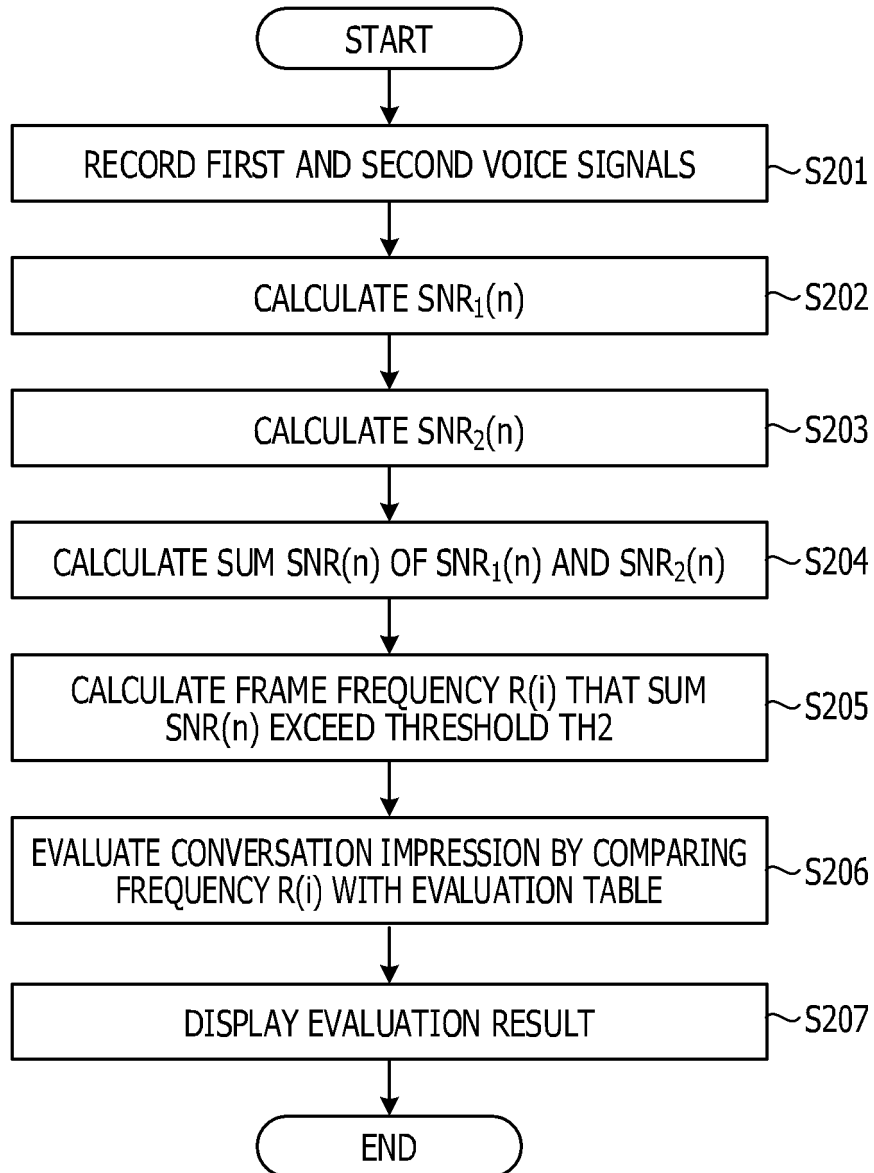 START
RECORD FIRST AND SECOND VOICE SIGNALS
S201
CALCULATE SNR₁(n)
S202
CALCULATE SNR₂(n)
S203
CALCULATE SUM SNR(n) OF SNR₁(n) AND SNR₂(n)
S204
CALCULATE FRAME FREQUENCY R(i) THAT SUM
SNR(n) EXCEED THRESHOLD TH2
S205
EVALUATE CONVERSATION IMPRESSION BY COMPARING
FREQUENCY R(i) WITH EVALUATION TABLE
S206
DISPLAY EVALUATION RESULT
S207
END